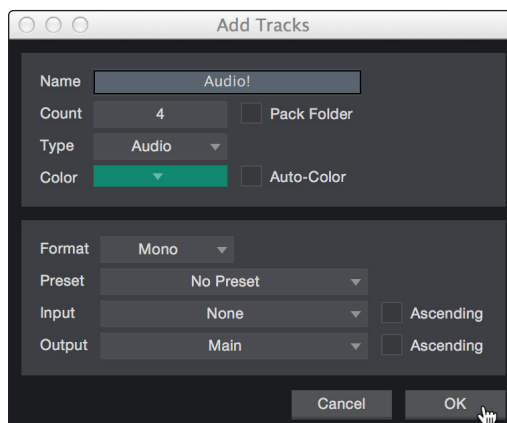 Add Tracks
Name Audio!
Count 4 Pack Folder
Type Audio
Color Auto-Color
Format Mono
Preset No Preset
Input None Ascending
Output Main Ascending
Cancel OK